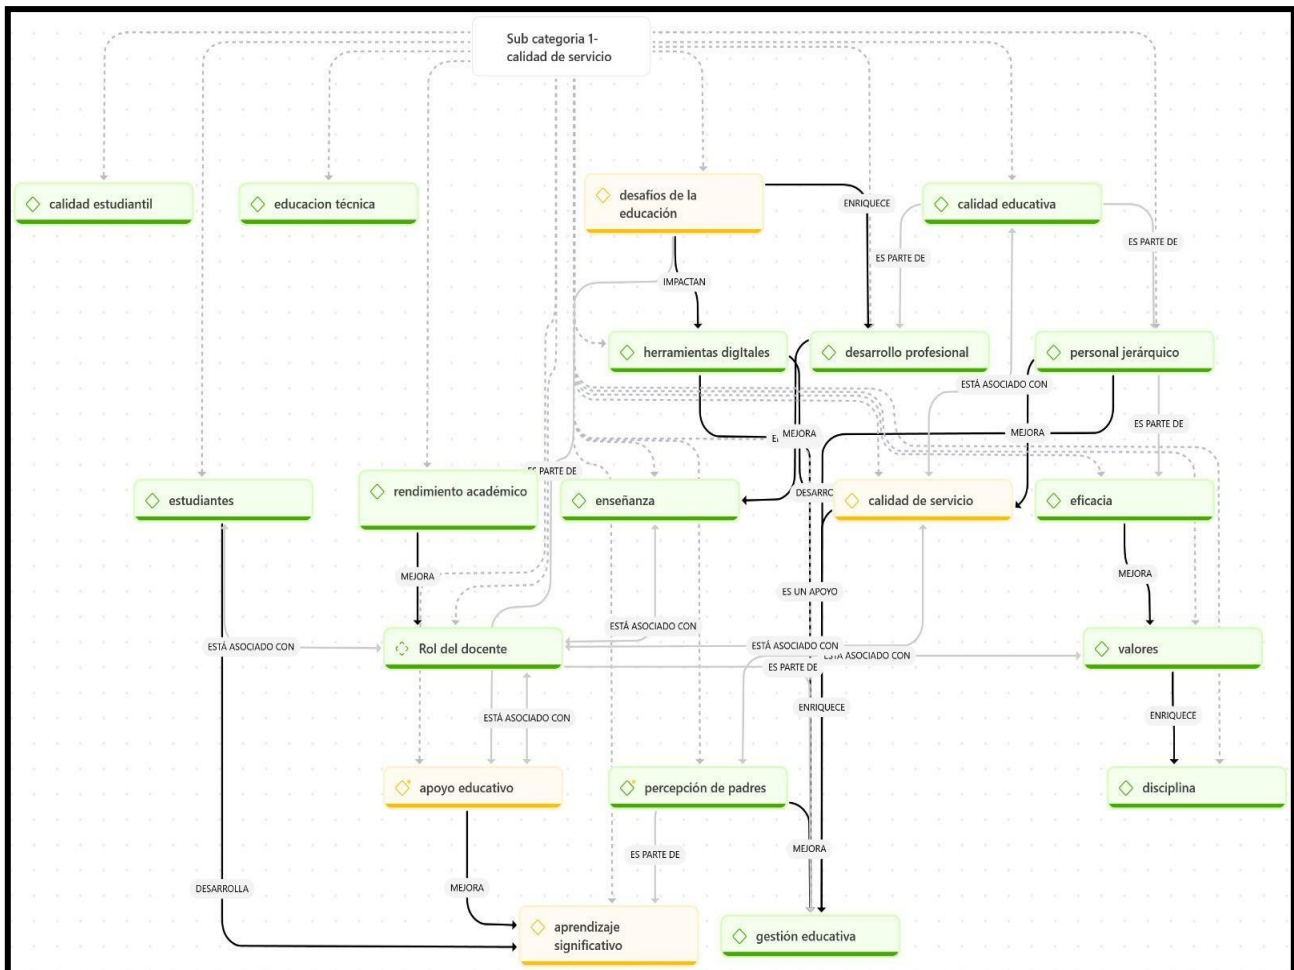 Sub categoria 1-
calidad de servicio
calidad estudiantil
educacion técnica
desafíos de la
educación
ENRIQUECE
calidad educativa
ES PARTE DE
ES PARTE DE
IMPACTAN
herramientas digItales
desarrollo profesional
personal jerárquico
ESTÁ ASOCIADO CON
MEJORA
MEJORA
ES PARTE DE
ES PARTE DE
estudiantes
rendimiento académico
enseñanza
DESARRO
calidad de servicio
eficacia
MEJORA
ES UN APOYO
MEJORA
ESTÁ ASOCIADO CON
ESTÁ ASOCIADO CON
Rol del docente
ESTÁ ASOCIADO CON
ESTÁ ASOCIADO CON
valores
ES PARTE DE
ESTÁ ASOCIADO CON
ENRIQUECE
ENRIQUECE
apoyo educativo
percepción de padres
disciplina
ES PARTE DE
MEJORA
DESARROLLA
MEJORA
aprendizaje
significativo
gestión educativa